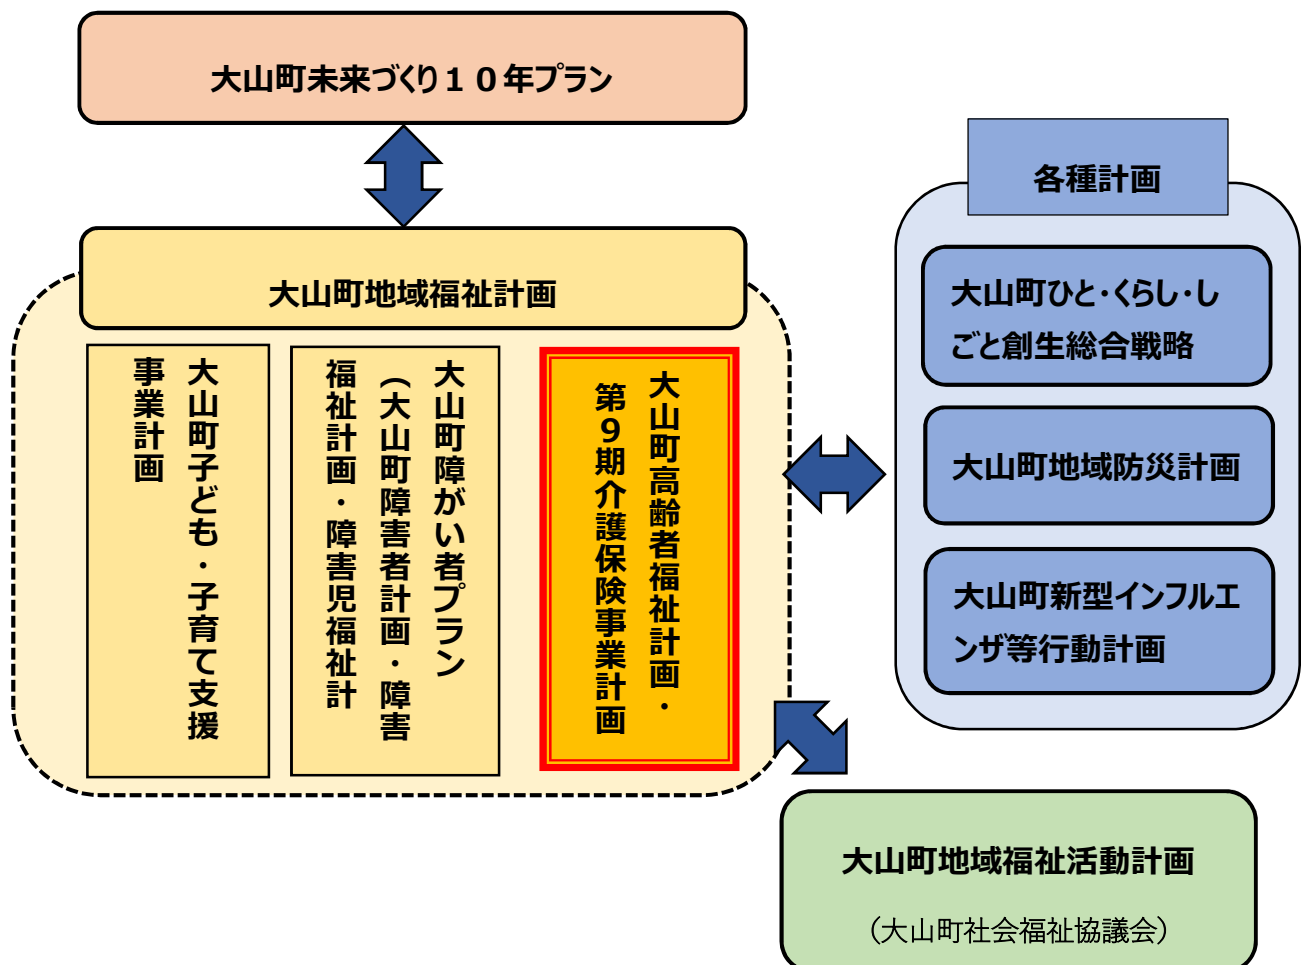 大山町未来づくり１０年プラン
大山町地域福祉計画
大山町子ども・子育て支援
事業計画
大山町障がい者プラン
（大山町障害者計画・障害
福祉計画・障害児福祉計
大山町高齢者福祉計画・
第９期介護保険事業計画
各種計画
大山町ひと・くらし・し
ごと創生総合戦略
大山町地域防災計画
大山町新型インフルエ
ンザ等行動計画
大山町地域福祉活動計画
（大山町社会福祉協議会）